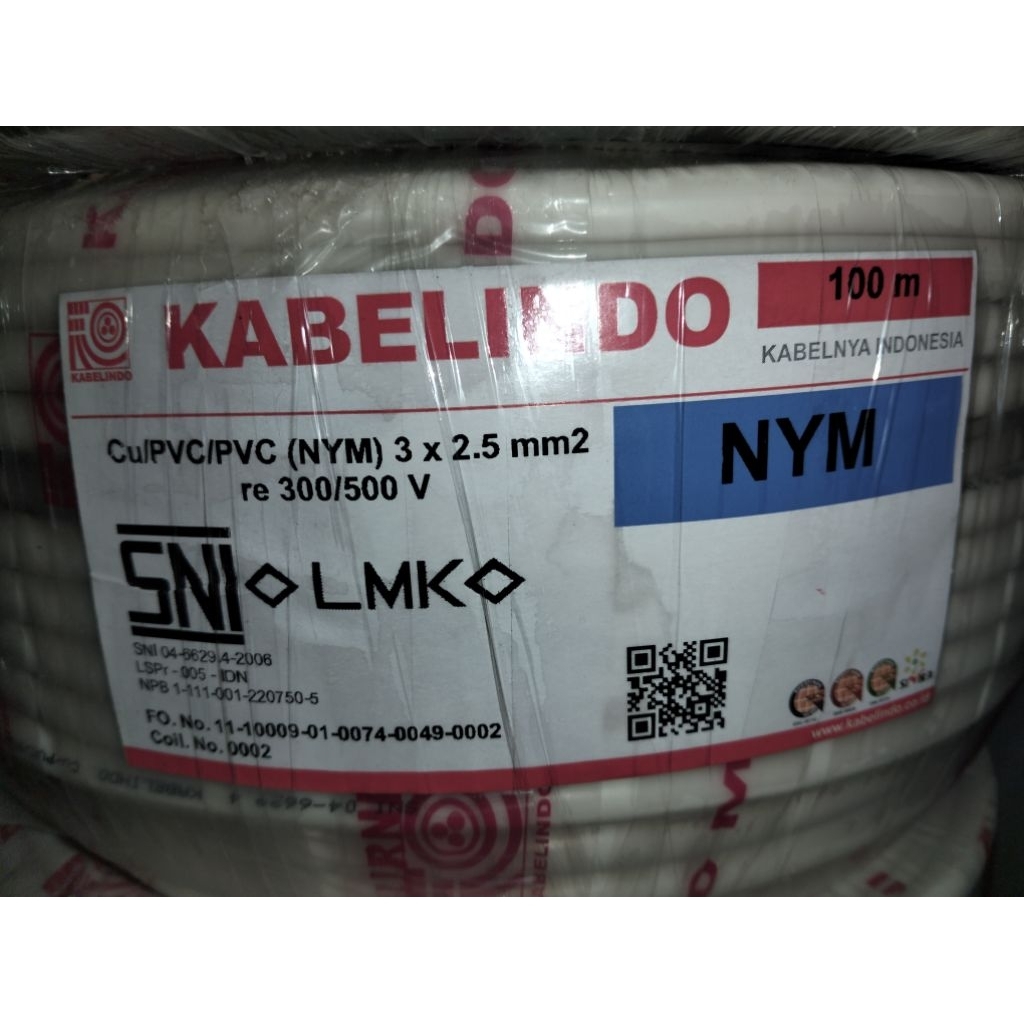 KABELINDO
KABELINDO
100 m
KABELNYA INDONESIA
Cu/PVC/PVC (NYM) 3 x 2.5 mm2
re 300/500 V
NYM
SNI LMK
SNI 04-6629.4-2006
LSPr - 005 - IDN
NPB 1-111-001-220750-5
FO. No. 11-10009-01-0074-0049-0002
Coil. No. 0002
www.kabelindo.co.id
KABELINDO